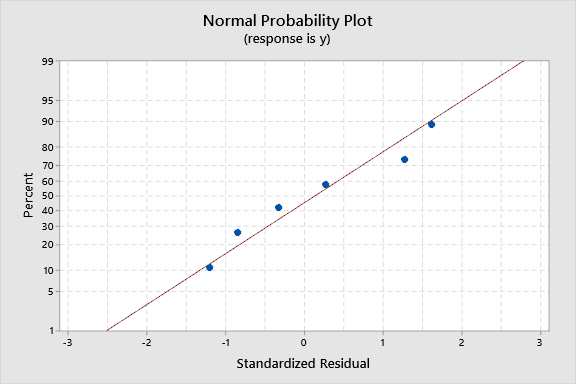 Normal Probability Plot
(response is y)
99
95
90
80
70
60
50
40
30
20
10
5
1
Percent
-3 -2 -1 0 1 2 3
Standardized Residual